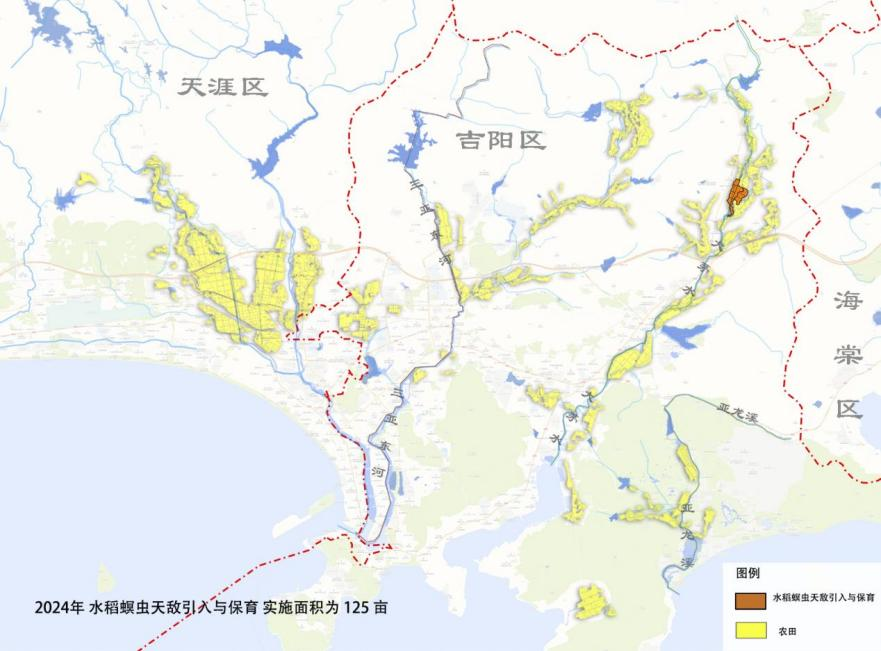 天涯区
吉阳区
三亚东河
大茅水
海棠区
亚龙溪
三亚东河
大茅水
亚龙溪
2024年 水稻螟虫天敌引入与保育 实施面积为 125 亩
图例
水稻螟虫天敌引入与保育
农田